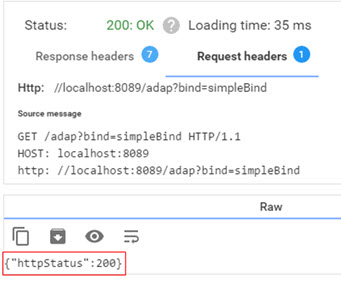 Status: 200: OK ? Loading time: 35 ms
Response headers 7 Request headers 1
Http: //localhost:8089/adap?bind=simpleBind
Source message
GET /adap?bind=simpleBind HTTP/1.1
HOST: localhost:8089
http: //localhost:8089/adap?bind=simpleBind
Raw
{"httpStatus":200}